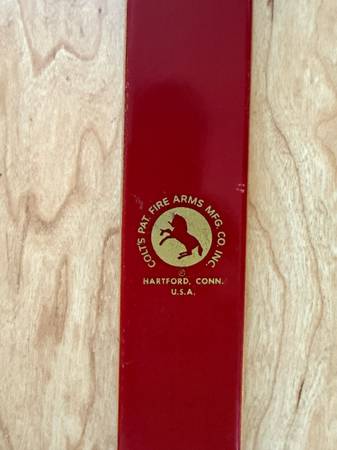 COLT'S PAT. FIRE ARMS MFG. CO. INC.
©
HARTFORD, CONN.
U.S.A.